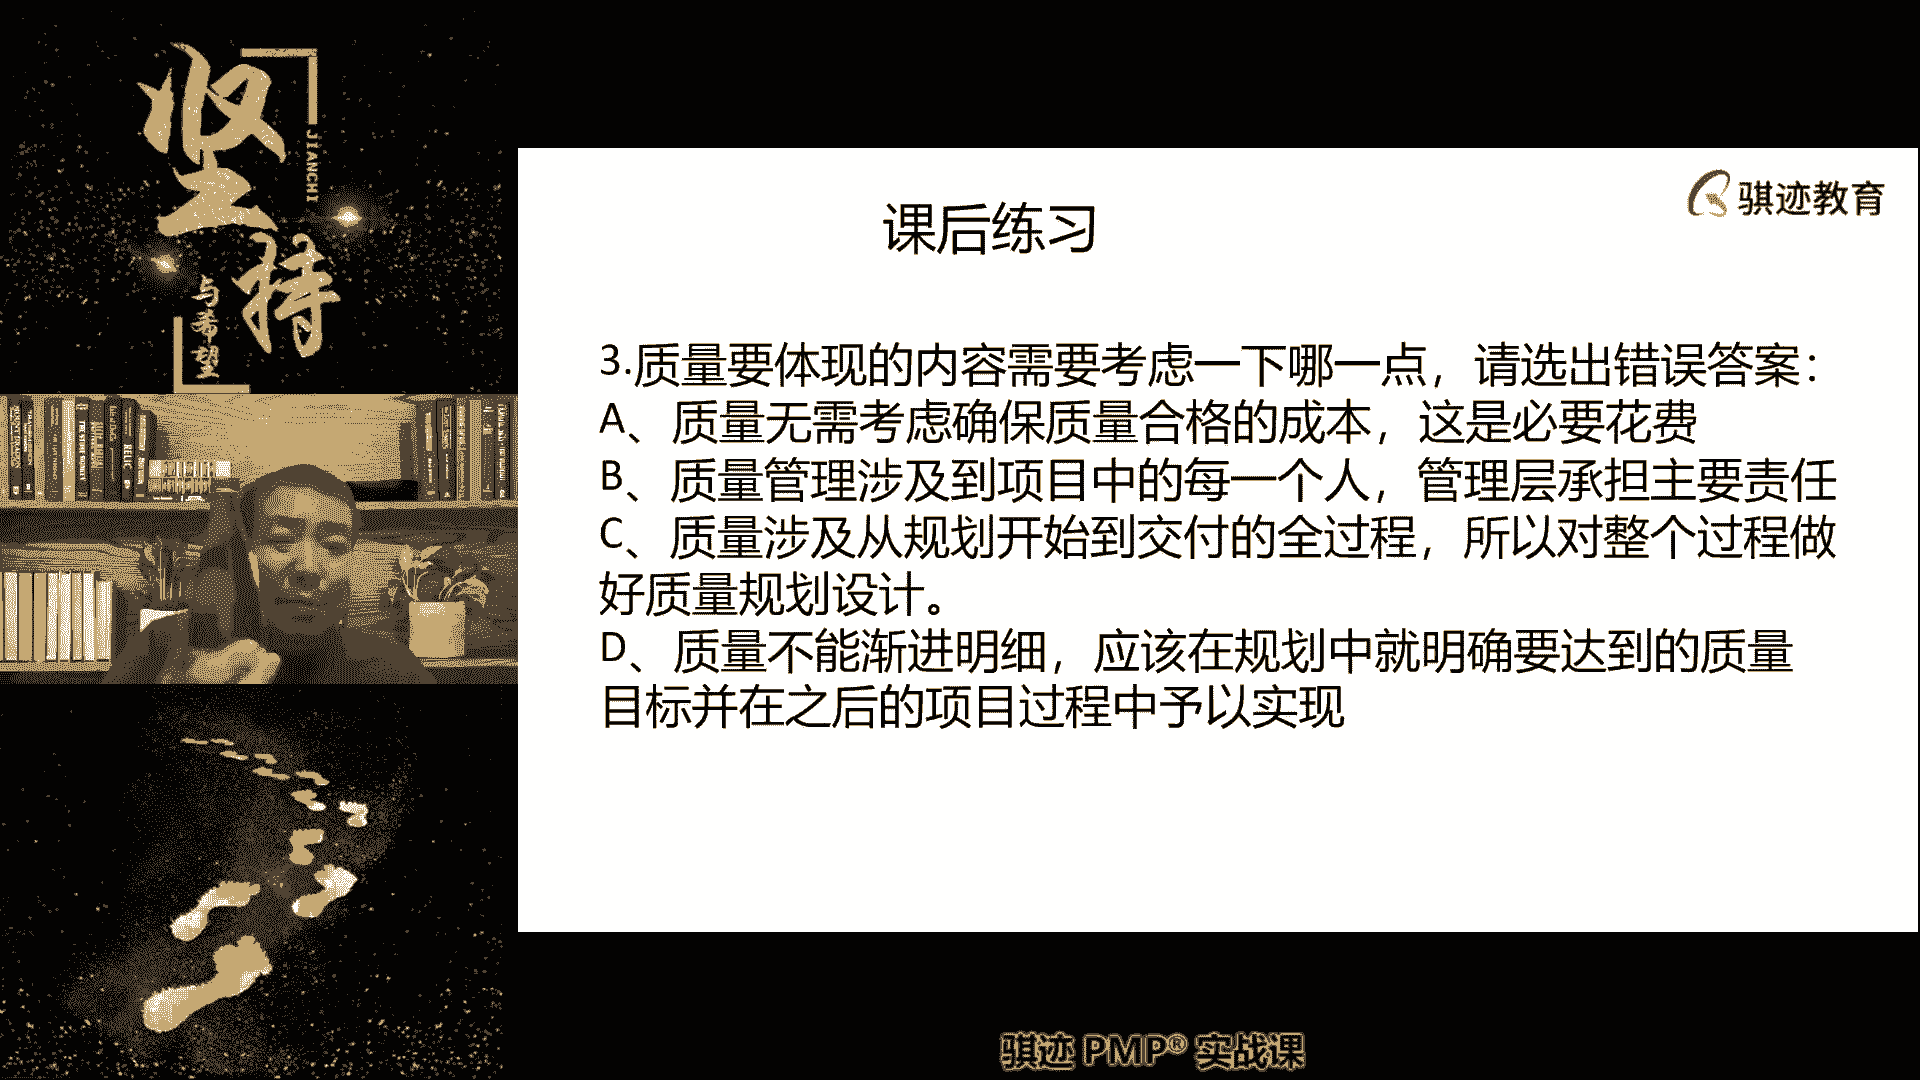 坚持
JIANCHI
与希望
骐迹教育
课后练习
3.质量要体现的内容需要考虑一下哪一点，请选出错误答案：
A、质量无需考虑确保质量合格的成本，这是必要花费
B、质量管理涉及到项目中的每一个人，管理层承担主要责任
C、质量涉及从规划开始到交付的全过程，所以对整个过程做
好质量规划设计。
D、质量不能渐进明细，应该在规划中就明确要达到的质量
目标并在之后的项目过程中予以实现
骐迹 PMP® 实战课